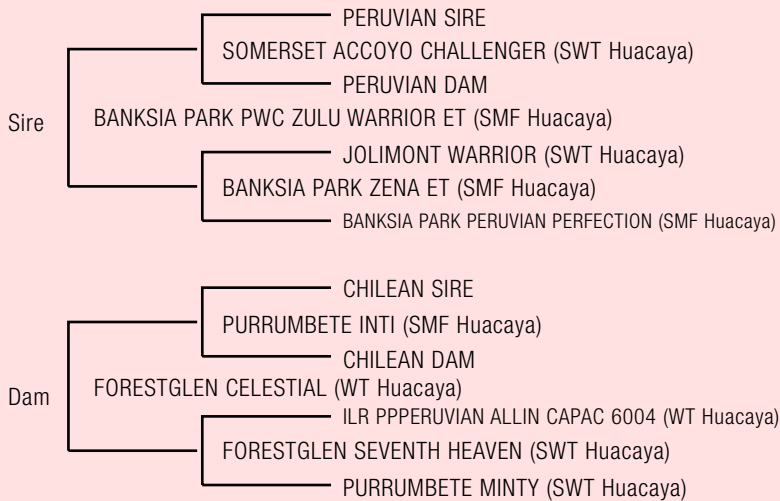 PERUVIAN SIRE
SOMERSET ACCOYO CHALLENGER (SWT Huacaya)
PERUVIAN DAM
Sire
BANKSIA PARK PWC ZULU WARRIOR ET (SMF Huacaya)
JOLIMONT WARRIOR (SWT Huacaya)
BANKSIA PARK ZENA ET (SMF Huacaya)
BANKSIA PARK PERUVIAN PERFECTION (SMF Huacaya)
CHILEAN SIRE
PURRUMBETE INTI (SMF Huacaya)
CHILEAN DAM
Dam
FORESTGLEN CELESTIAL (WT Huacaya)
ILR PPPERUVIAN ALLIN CAPAC 6004 (WT Huacaya)
FORESTGLEN SEVENTH HEAVEN (SWT Huacaya)
PURRUMBETE MINTY (SWT Huacaya)